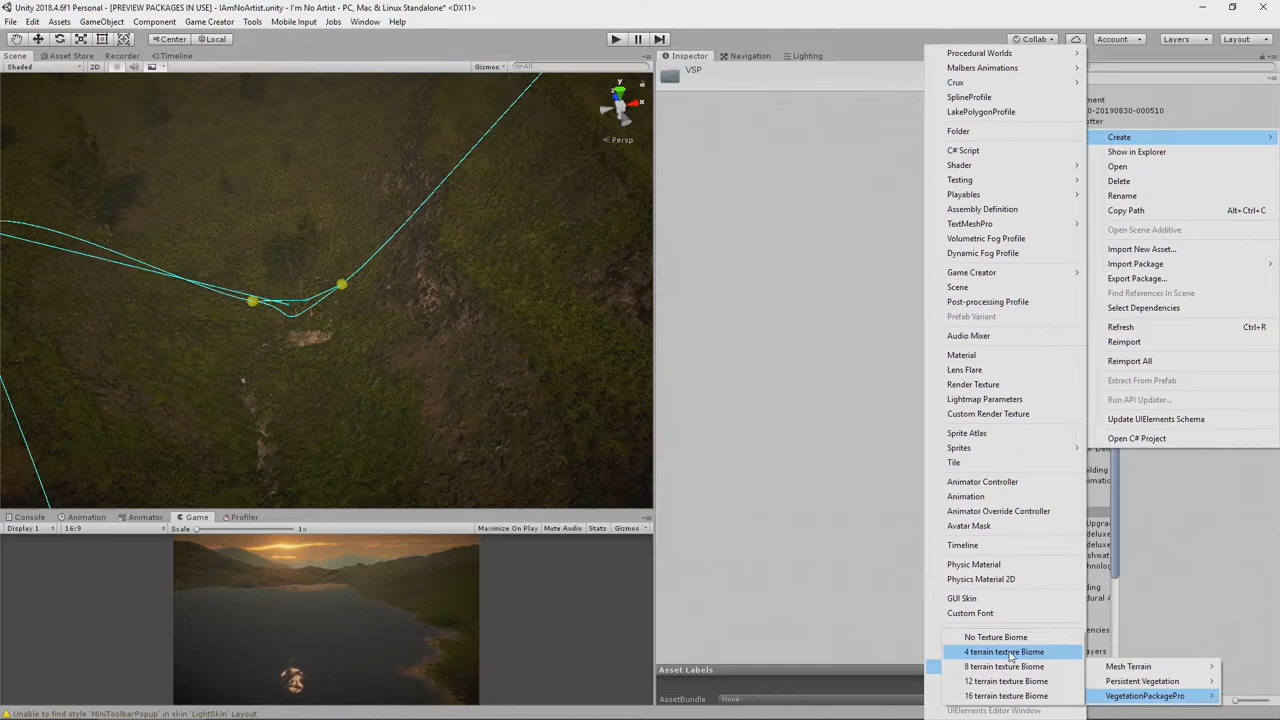 Unity 2018.4.6f1 Personal - [PREVIEW PACKAGES IN USE] - IAmNoArtist.unity - I'm No Artist - PC, Mac & Linux Standalone* <DX11>
File Edit Assets GameObject Component Game Creator Tools Mobile Input Jobs Window Help
Center Local Collab Account Layers Layout
Scene Asset Store Recorder Timeline
Shaded 2D Gizmos All
y
x
z
Persp
Inspector Navigation Lighting
VSP
Procedural Worlds
Malbers Animations
Crux
SplineProfile
LakePolygonProfile
Folder
C# Script
Shader
Testing
Playables
Assembly Definition
TextMeshPro
Volumetric Fog Profile
Dynamic Fog Profile
Game Creator
Scene
Post-processing Profile
Prefab Variant
Audio Mixer
Material
Lens Flare
Render Texture
Lightmap Parameters
Custom Render Texture
Sprite Atlas
Sprites
Tile
Animator Controller
Animation
Animator Override Controller
Avatar Mask
Timeline
Physic Material
Physics Material 2D
GUI Skin
Custom Font
No Texture Biome
4 terrain texture Biome
8 terrain texture Biome
12 terrain texture Biome
16 terrain texture Biome
UIElements Editor Window
ment
0-20190830-000510
otter
Create
Show in Explorer
Open
Delete
Rename
Copy Path Alt+Ctrl+C
Open Scene Additive
Import New Asset...
Import Package
Export Package...
Find References In Scene
Select Dependencies
Refresh Ctrl+R
Reimport
Reimport All
Extract From Prefab
Run API Updater...
Update UIElements Schema
Open C# Project
Mesh Terrain
Persistent Vegetation
VegetationPackagePro
Console Animation Animator Game Profiler
Display 1 16:9 Scale 1x Maximize On Play Mute Audio Stats Gizmos
Asset Labels
AssetBundle None
Unable to find style 'MiniToolbarPopup' in skin 'LightSkin' Layout